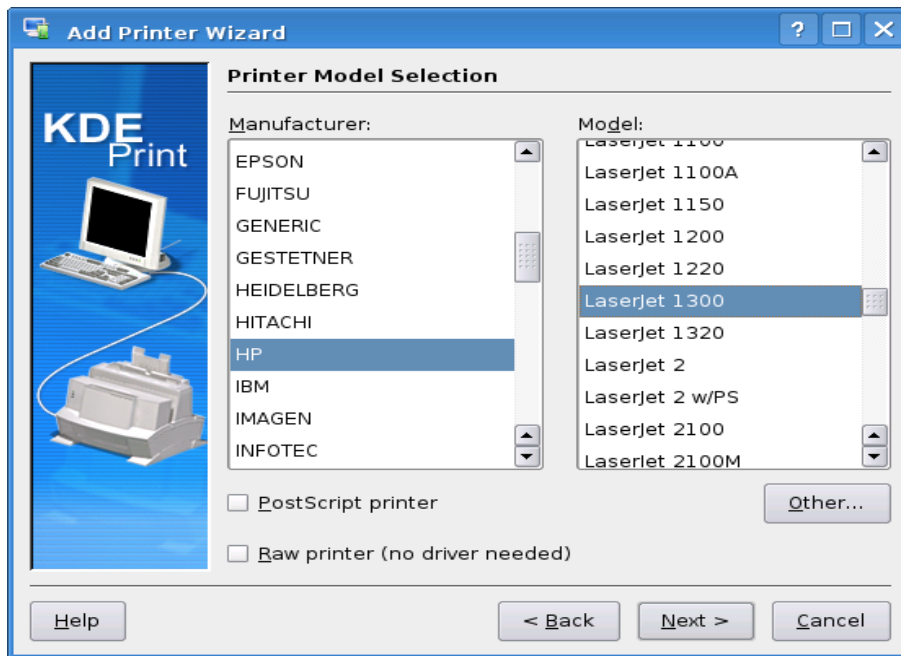 Add Printer Wizard
?
KDE
Print
Printer Model Selection
Manufacturer:
EPSON
FUJITSU
GENERIC
GESTETNER
HEIDELBERG
HITACHI
HP
IBM
IMAGEN
INFOTEC
Model:
LaserJet 1100
LaserJet 1100A
LaserJet 1150
LaserJet 1200
LaserJet 1220
LaserJet 1300
LaserJet 1320
LaserJet 2
LaserJet 2 w/PS
LaserJet 2100
LaserJet 2100M
PostScript printer
Other...
Raw printer (no driver needed)
Help
< Back
Next >
Cancel